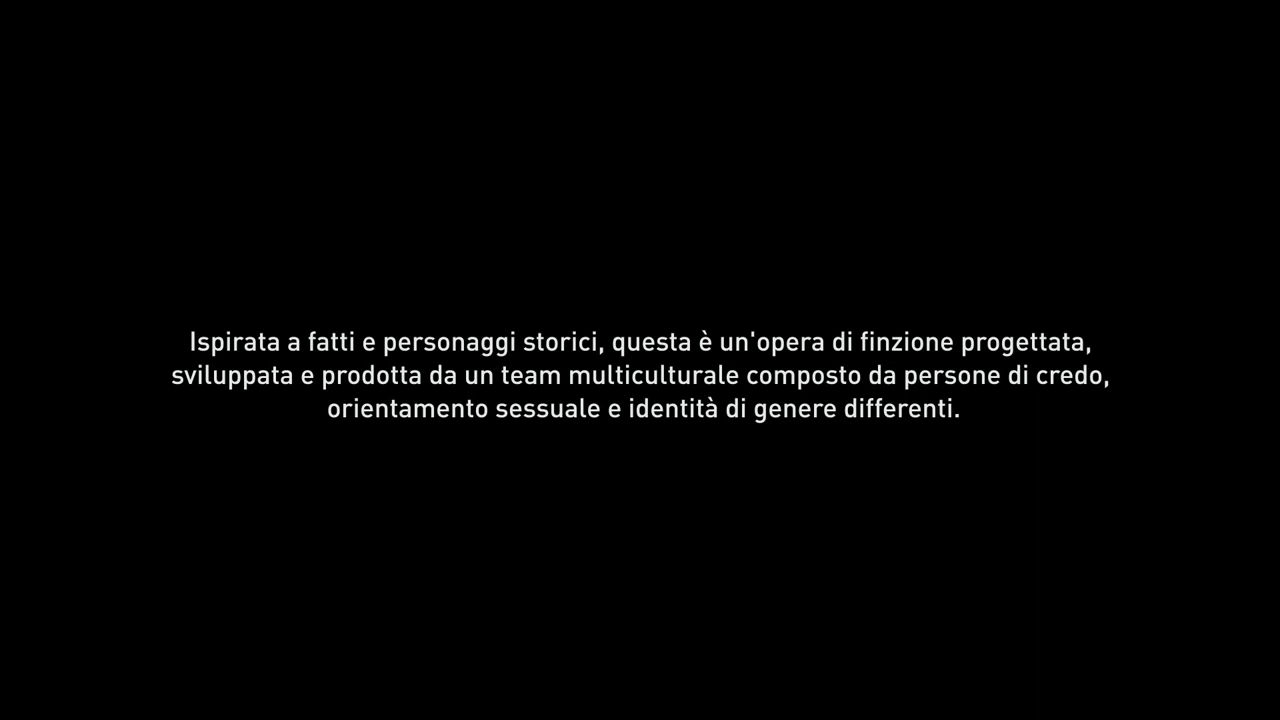 Ispirata a fatti e personaggi storici, questa è un'opera di finzione progettata,
sviluppata e prodotta da un team multiculturale composto da persone di credo,
orientamento sessuale e identità di genere differenti.